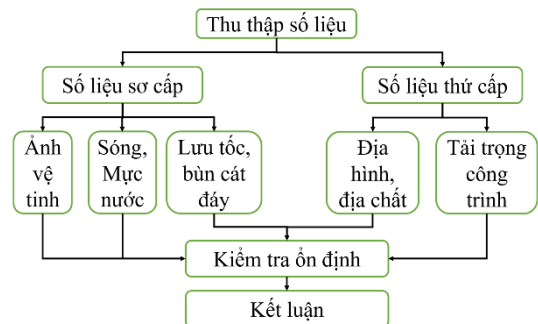 Thu thập số liệu
Số liệu sơ cấp
Số liệu thứ cấp
Ảnh
vệ
tinh
Sóng,
Mực
nước
Lưu tốc,
bùn cát
đáy
Địa
hình,
địa chất
Tải trọng
công
trình
Kiểm tra ổn định
Kết luận